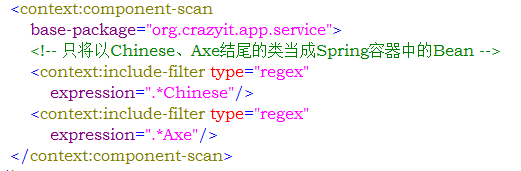 <context:component-scan
base-package="org.crazyit.app.service">
<!-- 只将以Chinese、Axe结尾的类当成Spring容器中的Bean -->
<context:include-filter type="regex"
expression=".*Chinese"/>
<context:include-filter type="regex"
expression=".*Axe"/>
</context:component-scan>